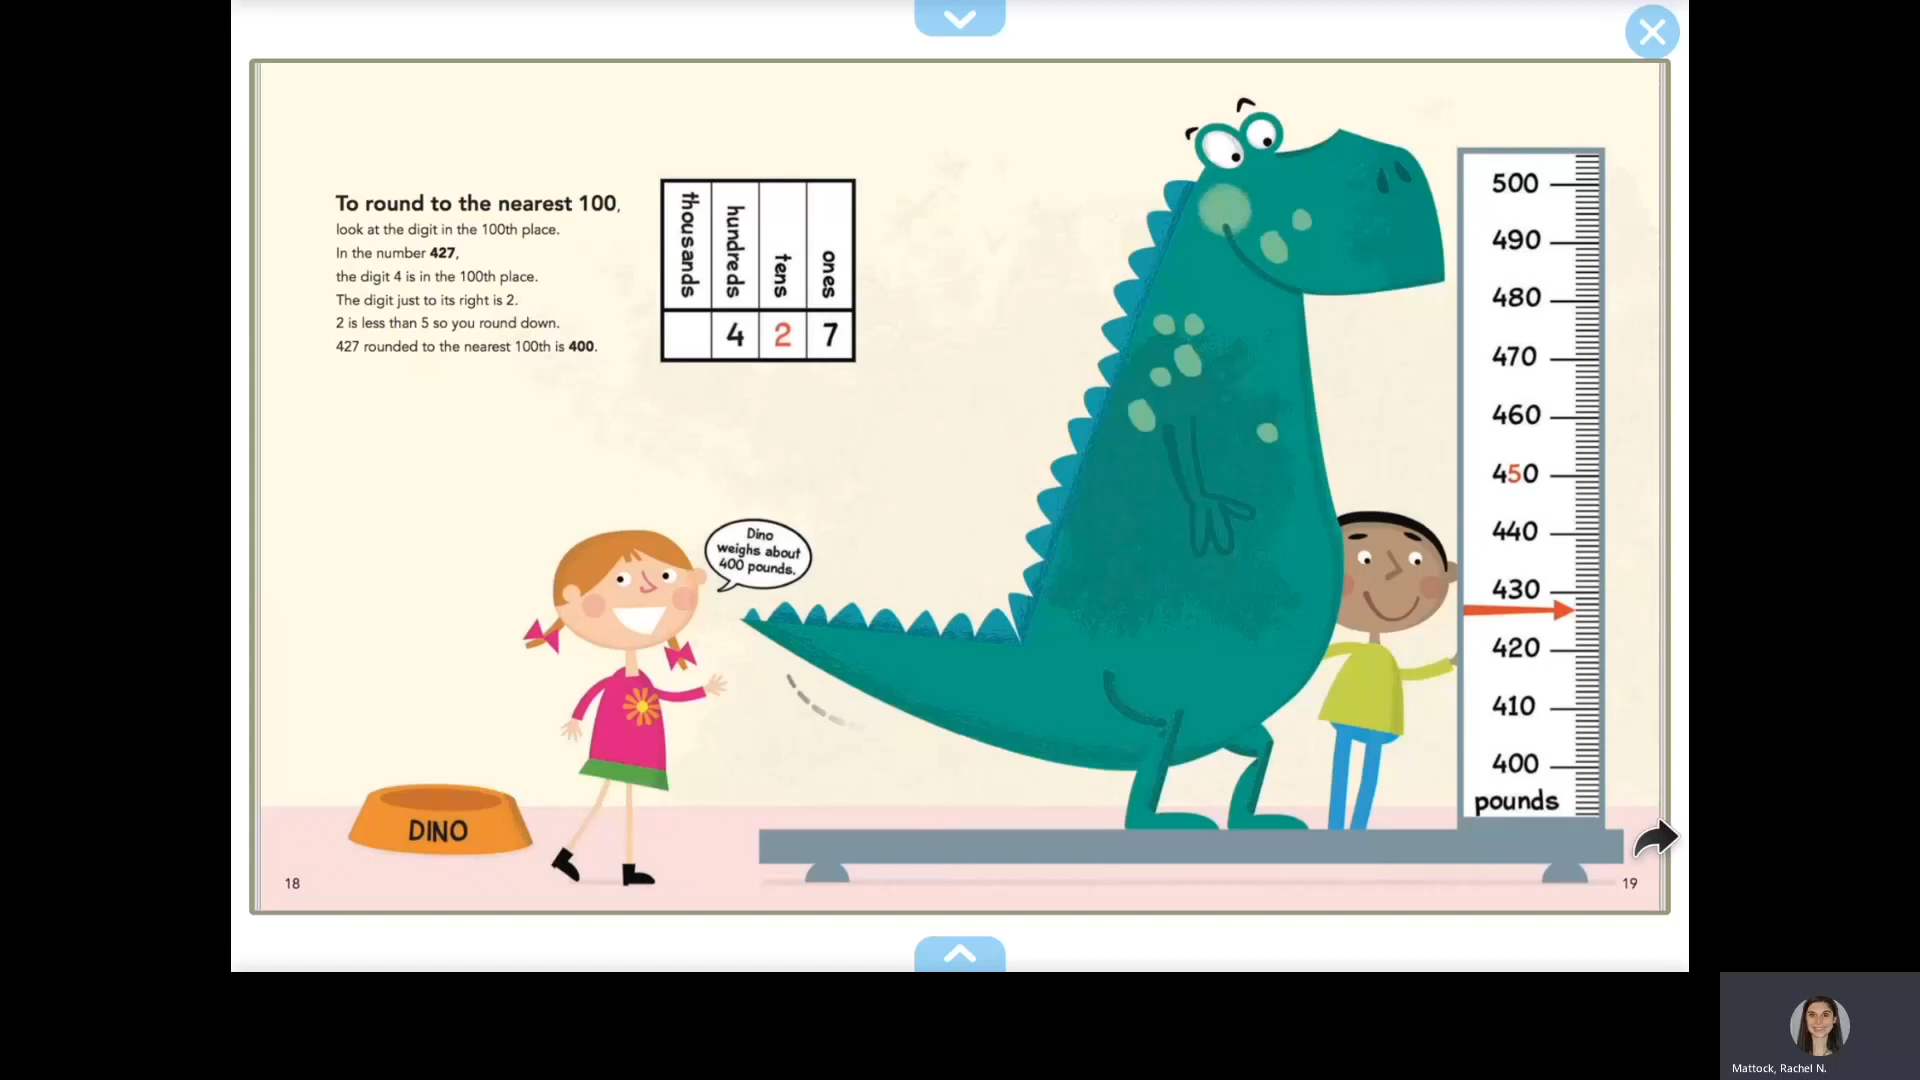 To round to the nearest 100,
look at the digit in the 100th place.
In the number 427,
the digit 4 is in the 100th place.
The digit just to its right is 2.
2 is less than 5 so you round down.
427 rounded to the nearest 100th is 400.
thousands hundreds tens ones
4 2 7
Dino
weighs about
400 pounds.
DINO
500
490
480
470
460
450
440
430
420
410
400
pounds
18
19
Mattock, Rachel N.